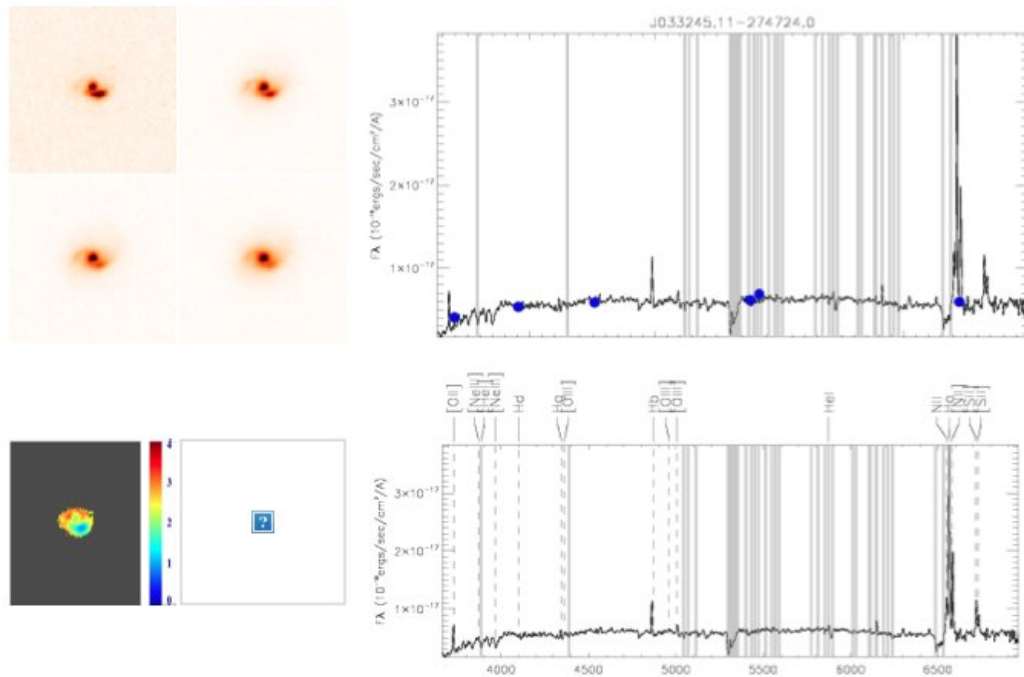 J033245.11-274724.0
Fλ (10⁻¹⁸ergs/sec/cm²/A)
3×10⁻¹⁷
2×10⁻¹⁷
1×10⁻¹⁷
[OII]
[NeIII]
[NeIII]
Hd
[OIII]
Hb
[OIII]
[OIII]
HeI
NII
Ha
[NII]
[SII]
[SII]
4
3
2
1
0
?
Fλ (10⁻¹⁸ergs/sec/cm²/A)
3×10⁻¹⁷
2×10⁻¹⁷
1×10⁻¹⁷
4000 4500 5000 5500 6000 6500